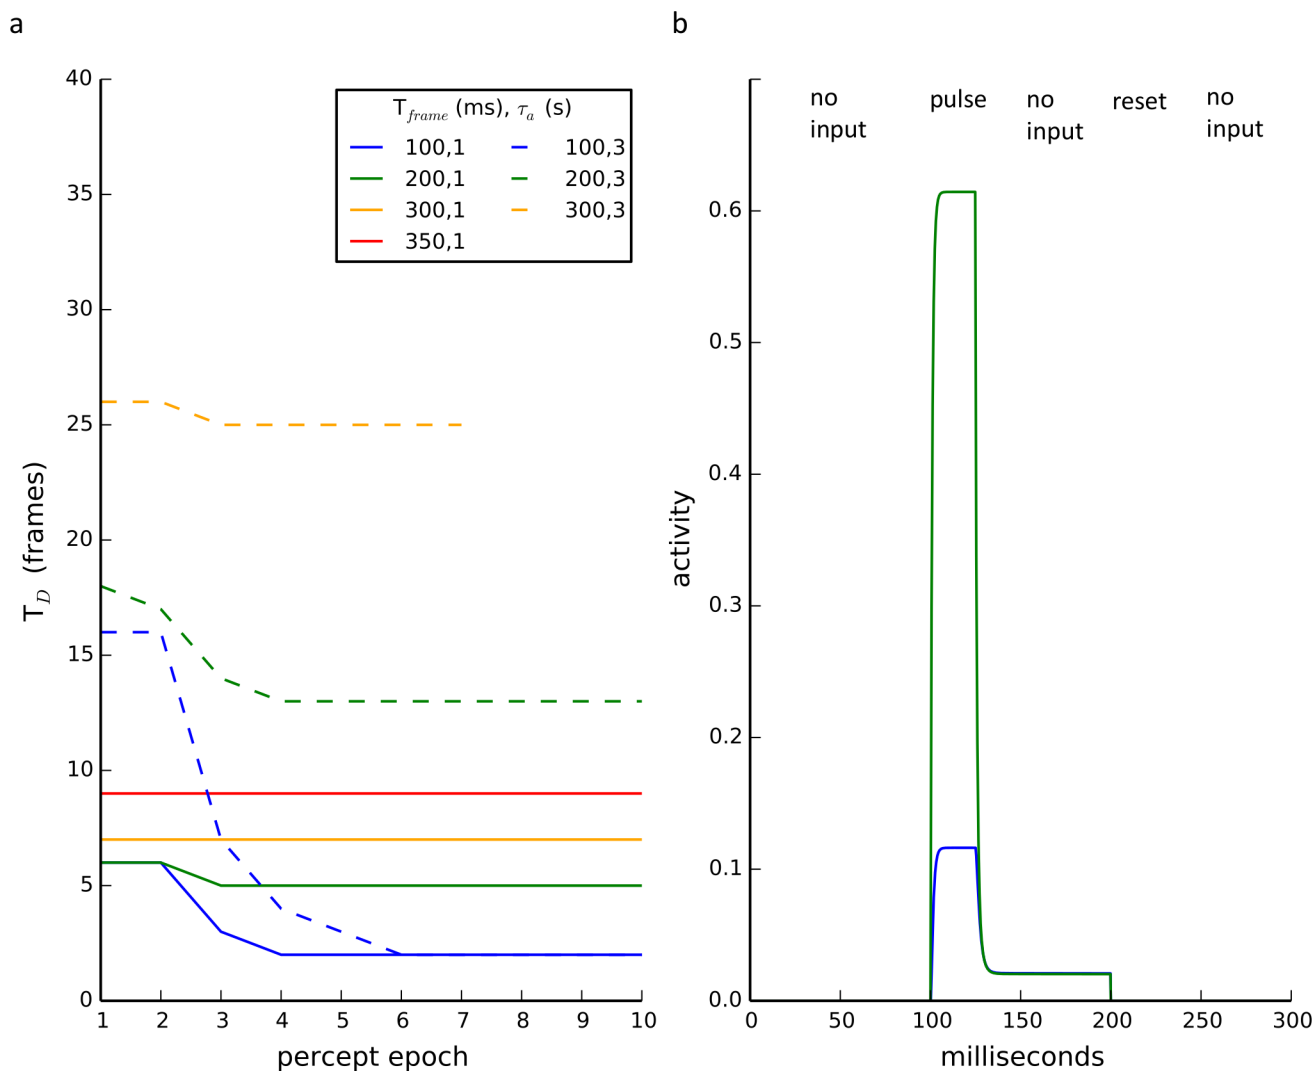 a
b
40
35
30
25
20
15
10
5
0
T_D (frames)
1 2 3 4 5 6 7 8 9 10
percept epoch
T_frame (ms), τ_a (s)
100,1 100,3
200,1 200,3
300,1 300,3
350,1
no input
pulse
no input
reset
no input
0.6
0.5
0.4
0.3
0.2
0.1
0.0
activity
0 50 100 150 200 250 300
milliseconds